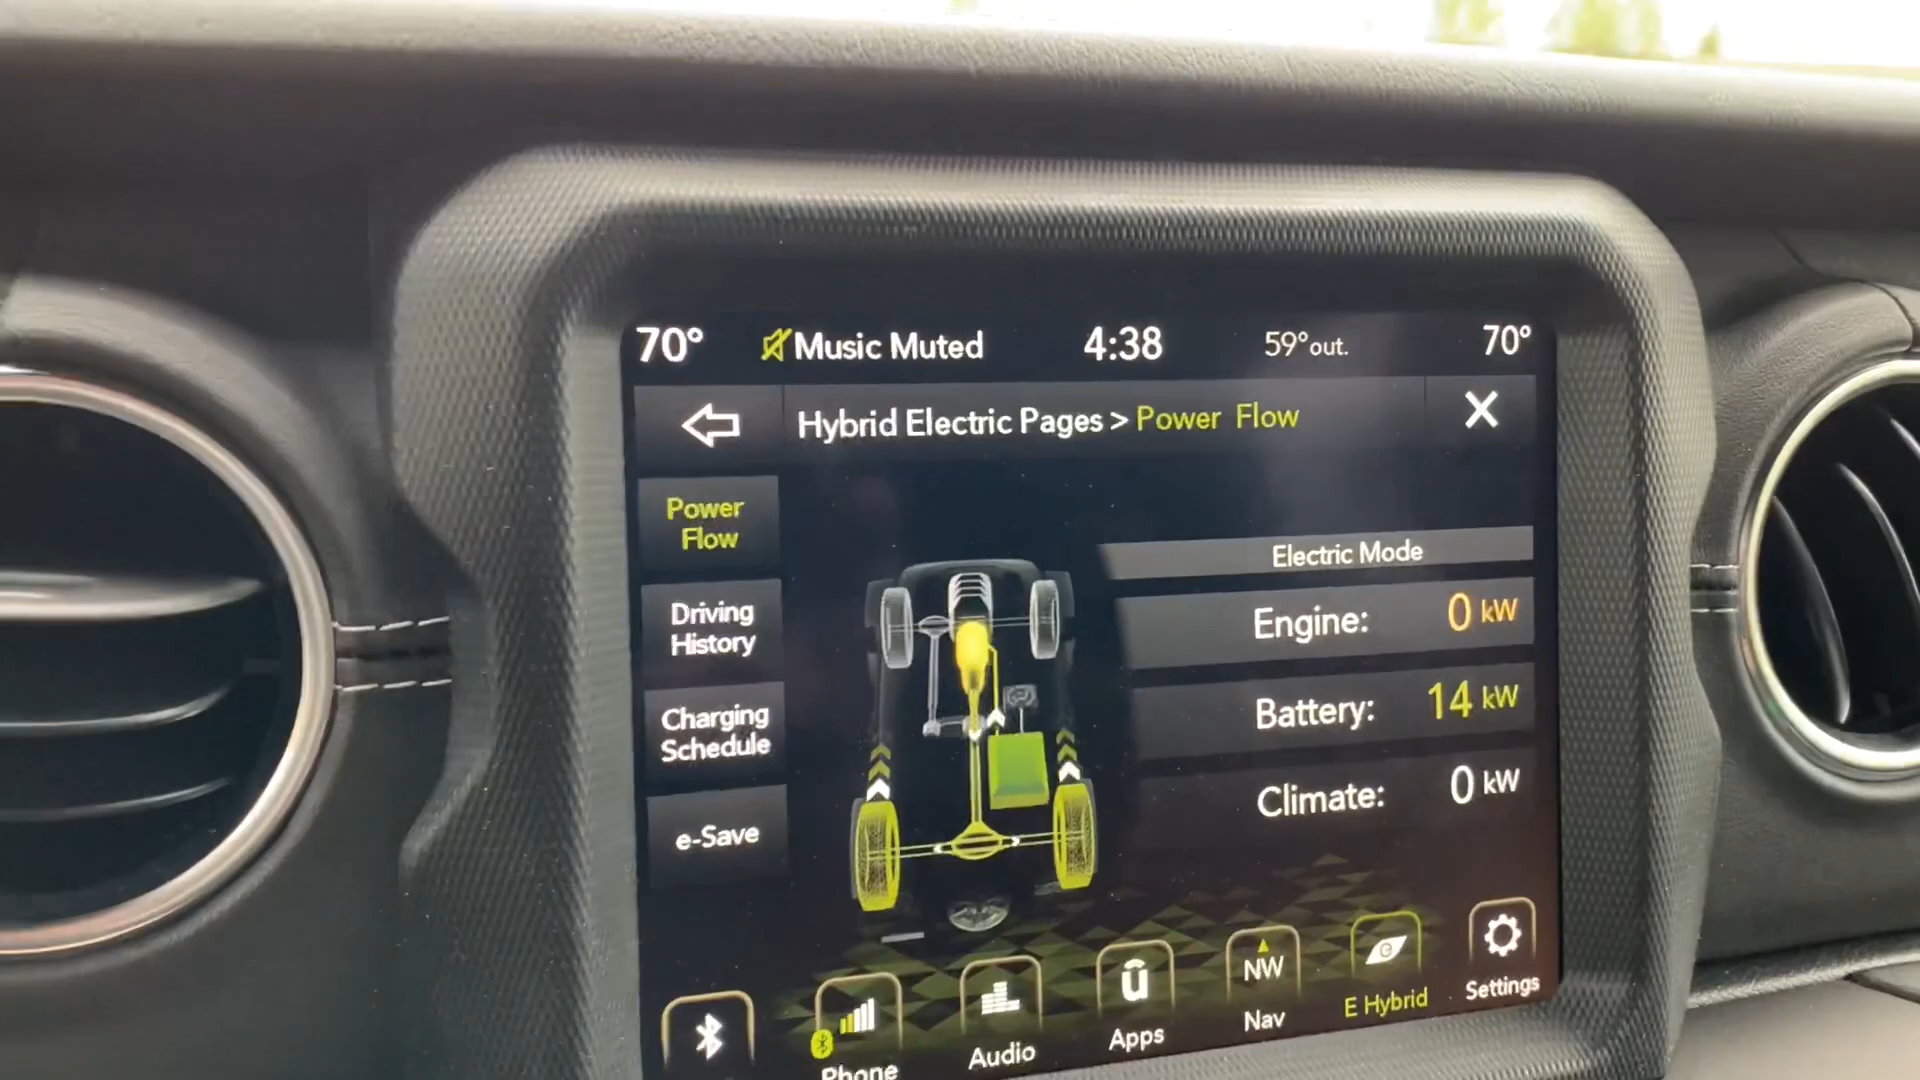 70° Music Muted 4:38 59°out. 70°
Hybrid Electric Pages > Power Flow X
Power
Flow
Driving
History
Charging
Schedule
e-Save
Electric Mode
Engine: 0 kW
Battery: 14 kW
Climate: 0 kW
Phone
Audio
Apps
NW
Nav
E Hybrid
Settings